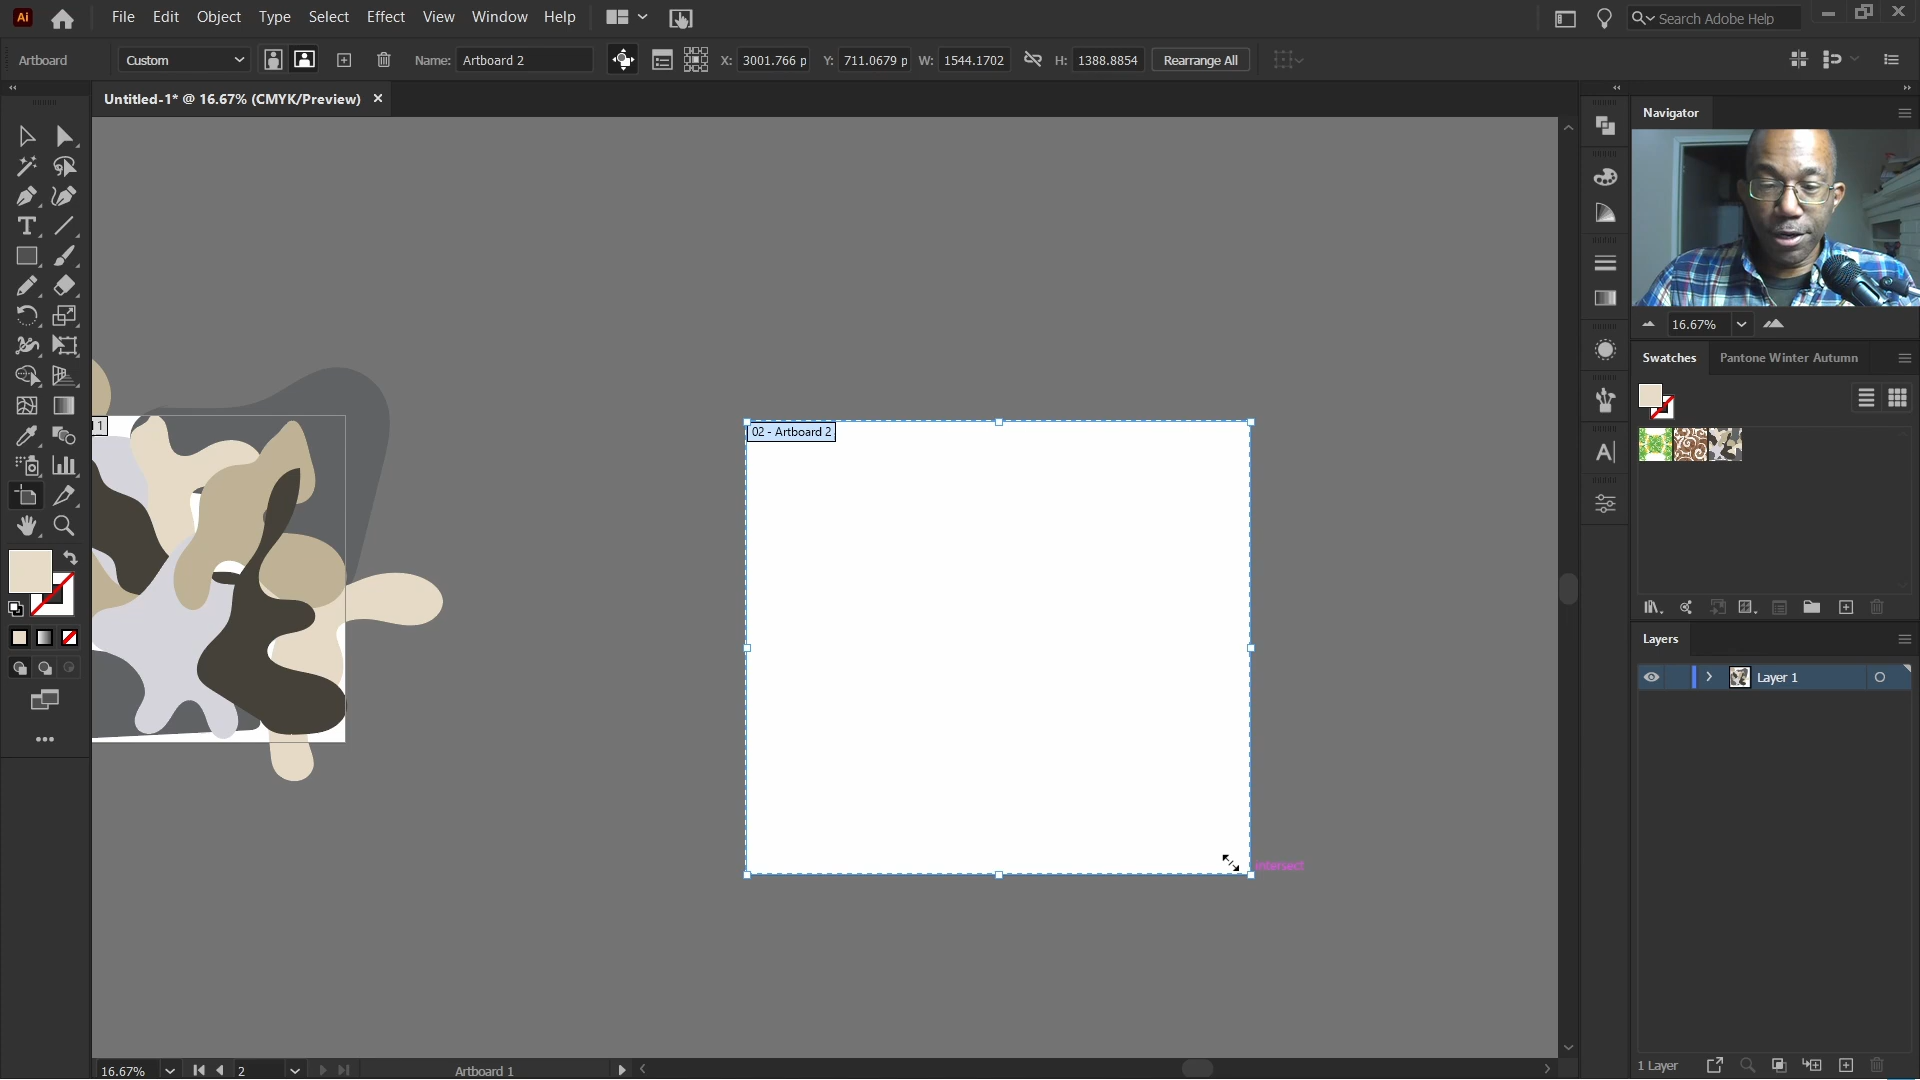 Ai
File Edit Object Type Select Effect View Window Help
Search Adobe Help
Artboard Custom Name: Artboard 2 X: 3001.766 p Y: 711.0679 p W: 1544.1702 H: 1388.8854 Rearrange All
Untitled-1* @ 16.67% (CMYK/Preview)
Navigator
16.67%
Swatches Pantone Winter Autumn
1
02 - Artboard 2
intersect
Layers
Layer 1
1 Layer
16.67% 2 Artboard 1